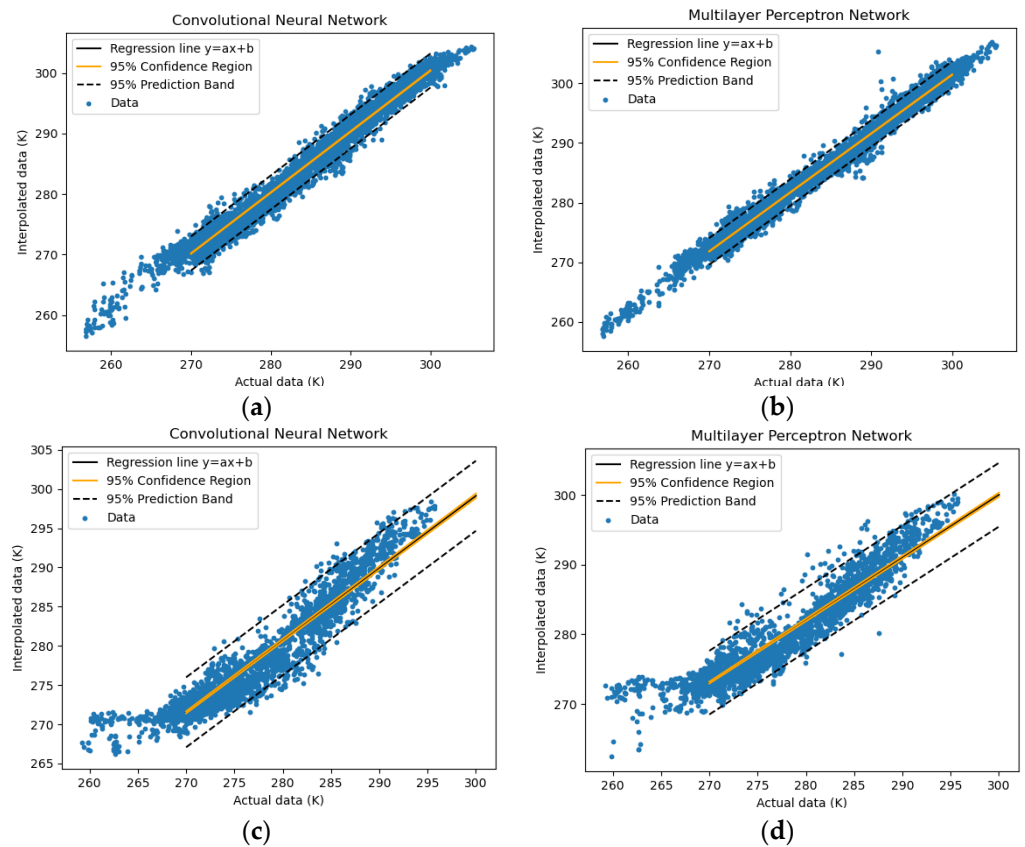 Convolutional Neural Network
Regression line y=ax+b
95% Confidence Region
95% Prediction Band
Data
Interpolated data (K)
300
290
280
270
260
260 270 280 290 300
Actual data (K)
(a)
Multilayer Perceptron Network
Regression line y=ax+b
95% Confidence Region
95% Prediction Band
Data
Interpolated data (K)
300
290
280
270
260
260 270 280 290 300
Actual data (K)
(b)
Convolutional Neural Network
Regression line y=ax+b
95% Confidence Region
95% Prediction Band
Data
Interpolated data (K)
305
300
295
290
285
280
275
270
265
260 265 270 275 280 285 290 295 300
Actual data (K)
(c)
Multilayer Perceptron Network
Regression line y=ax+b
95% Confidence Region
95% Prediction Band
Data
Interpolated data (K)
300
290
280
270
260 265 270 275 280 285 290 295 300
Actual data (K)
(d)